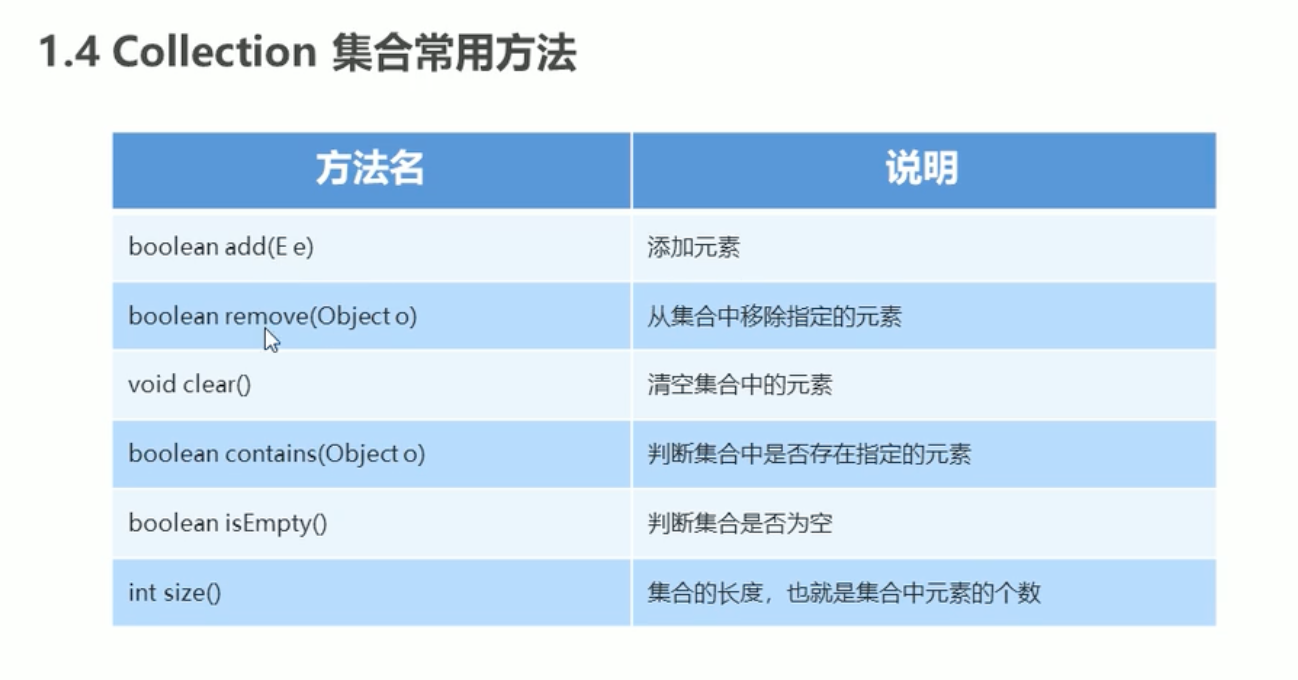 1.4 Collection 集合常用方法
方法名 说明
boolean add(E e) 添加元素
boolean remove(Object o) 从集合中移除指定的元素
void clear() 清空集合中的元素
boolean contains(Object o) 判断集合中是否存在指定的元素
boolean isEmpty() 判断集合是否为空
int size() 集合的长度，也就是集合中元素的个数